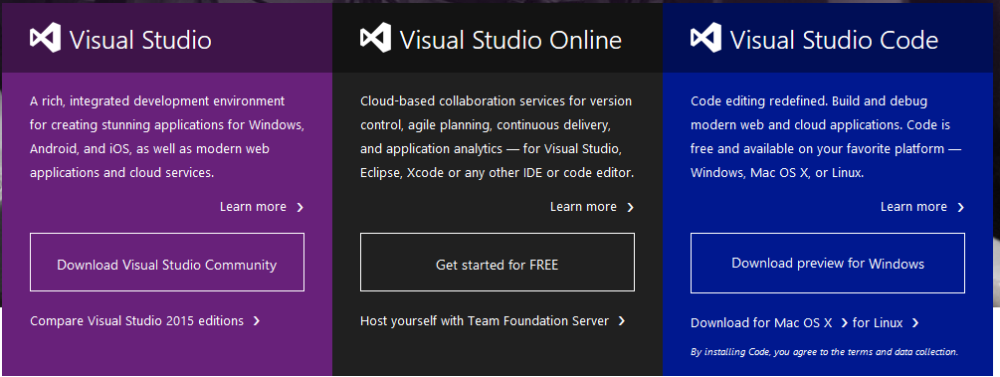 Visual Studio
A rich, integrated development environment
for creating stunning applications for Windows,
Android, and iOS, as well as modern web
applications and cloud services.
Learn more
Download Visual Studio Community
Compare Visual Studio 2015 editions
Visual Studio Online
Cloud-based collaboration services for version
control, agile planning, continuous delivery,
and application analytics — for Visual Studio,
Eclipse, Xcode or any other IDE or code editor.
Learn more
Get started for FREE
Host yourself with Team Foundation Server
Visual Studio Code
Code editing redefined. Build and debug
modern web and cloud applications. Code is
free and available on your favorite platform —
Windows, Mac OS X, or Linux.
Learn more
Download preview for Windows
Download for Mac OS X for Linux
By installing Code, you agree to the terms and data collection.